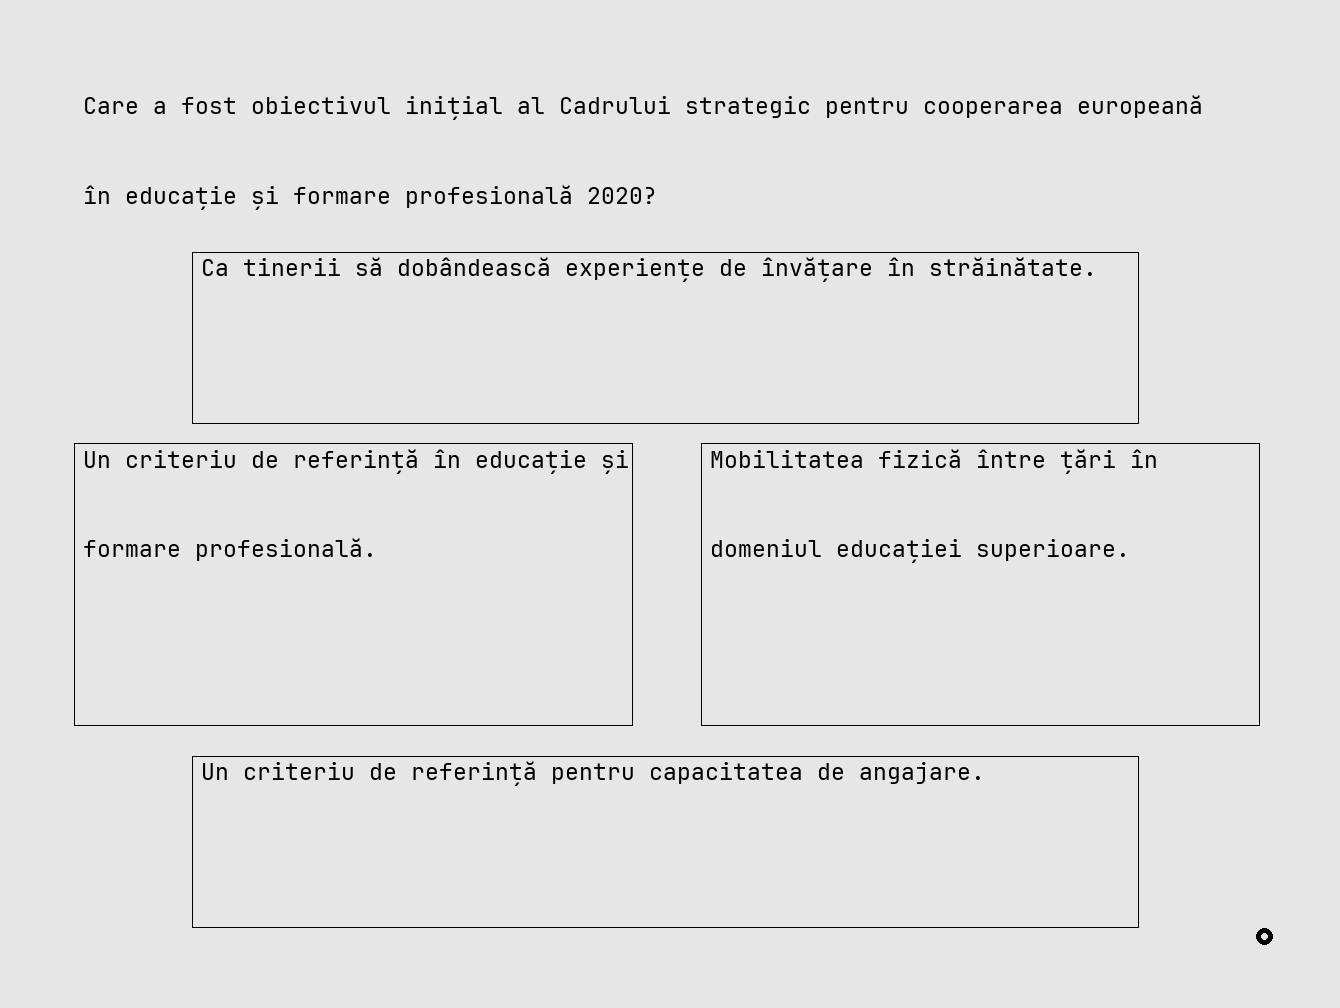 Care a fost obiectivul inițial al Cadrului strategic pentru cooperarea europeană
în educație și formare profesională 2020?
Ca tinerii să dobândească experiențe de învățare în străinătate.
Un criteriu de referință în educație și
formare profesională.
Mobilitatea fizică între țări în
domeniul educației superioare.
Un criteriu de referință pentru capacitatea de angajare.